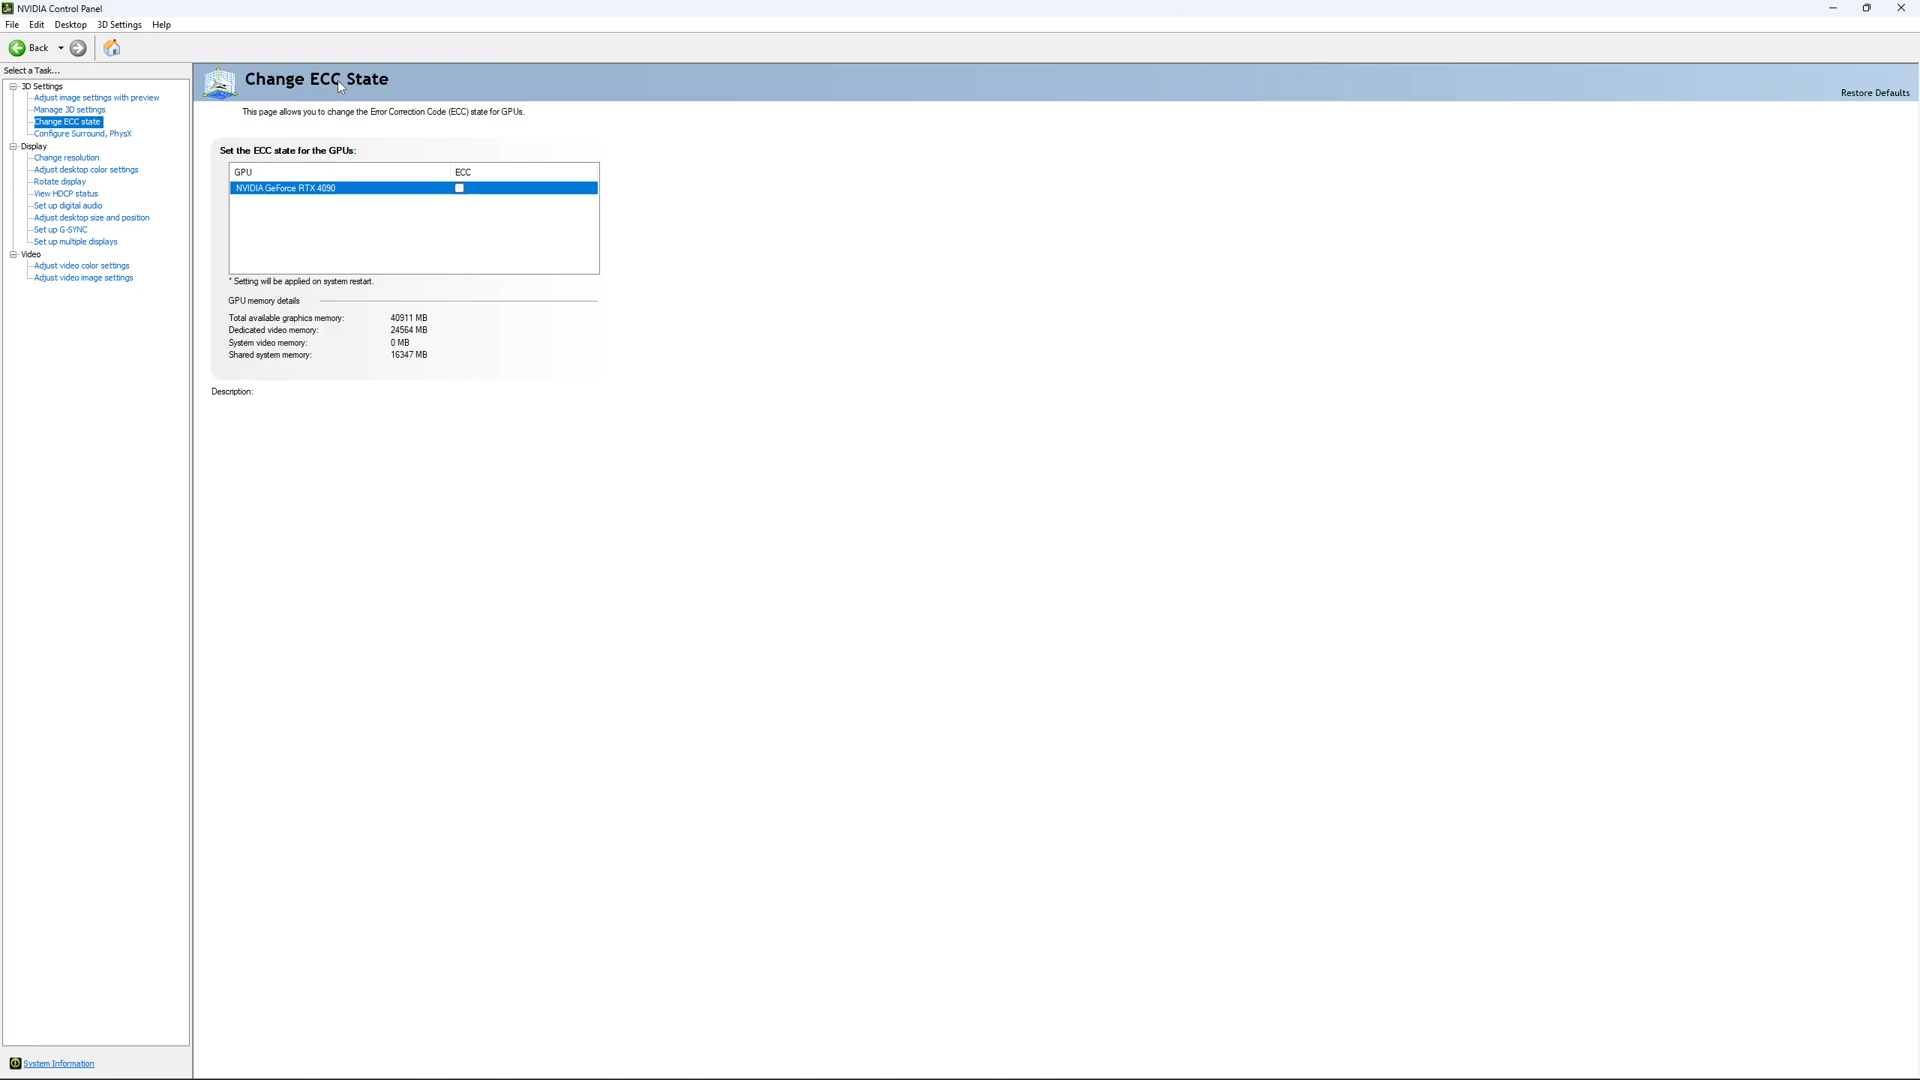 NVIDIA Control Panel
File Edit Desktop 3D Settings Help
Back
Select a Task...
3D Settings
Adjust image settings with preview
Manage 3D settings
Change ECC state
Configure Surround, PhysX
Display
Change resolution
Adjust desktop color settings
Rotate display
View HDCP status
Set up digital audio
Adjust desktop size and position
Set up G-SYNC
Set up multiple displays
Video
Adjust video color settings
Adjust video image settings
System Information
Change ECC State
Restore Defaults
This page allows you to change the Error Correction Code (ECC) state for GPUs.
Set the ECC state for the GPUs:
GPU ECC
NVIDIA GeForce RTX 4090
* Setting will be applied on system restart.
GPU memory details
Total available graphics memory: 40911 MB
Dedicated video memory: 24564 MB
System video memory: 0 MB
Shared system memory: 16347 MB
Description: